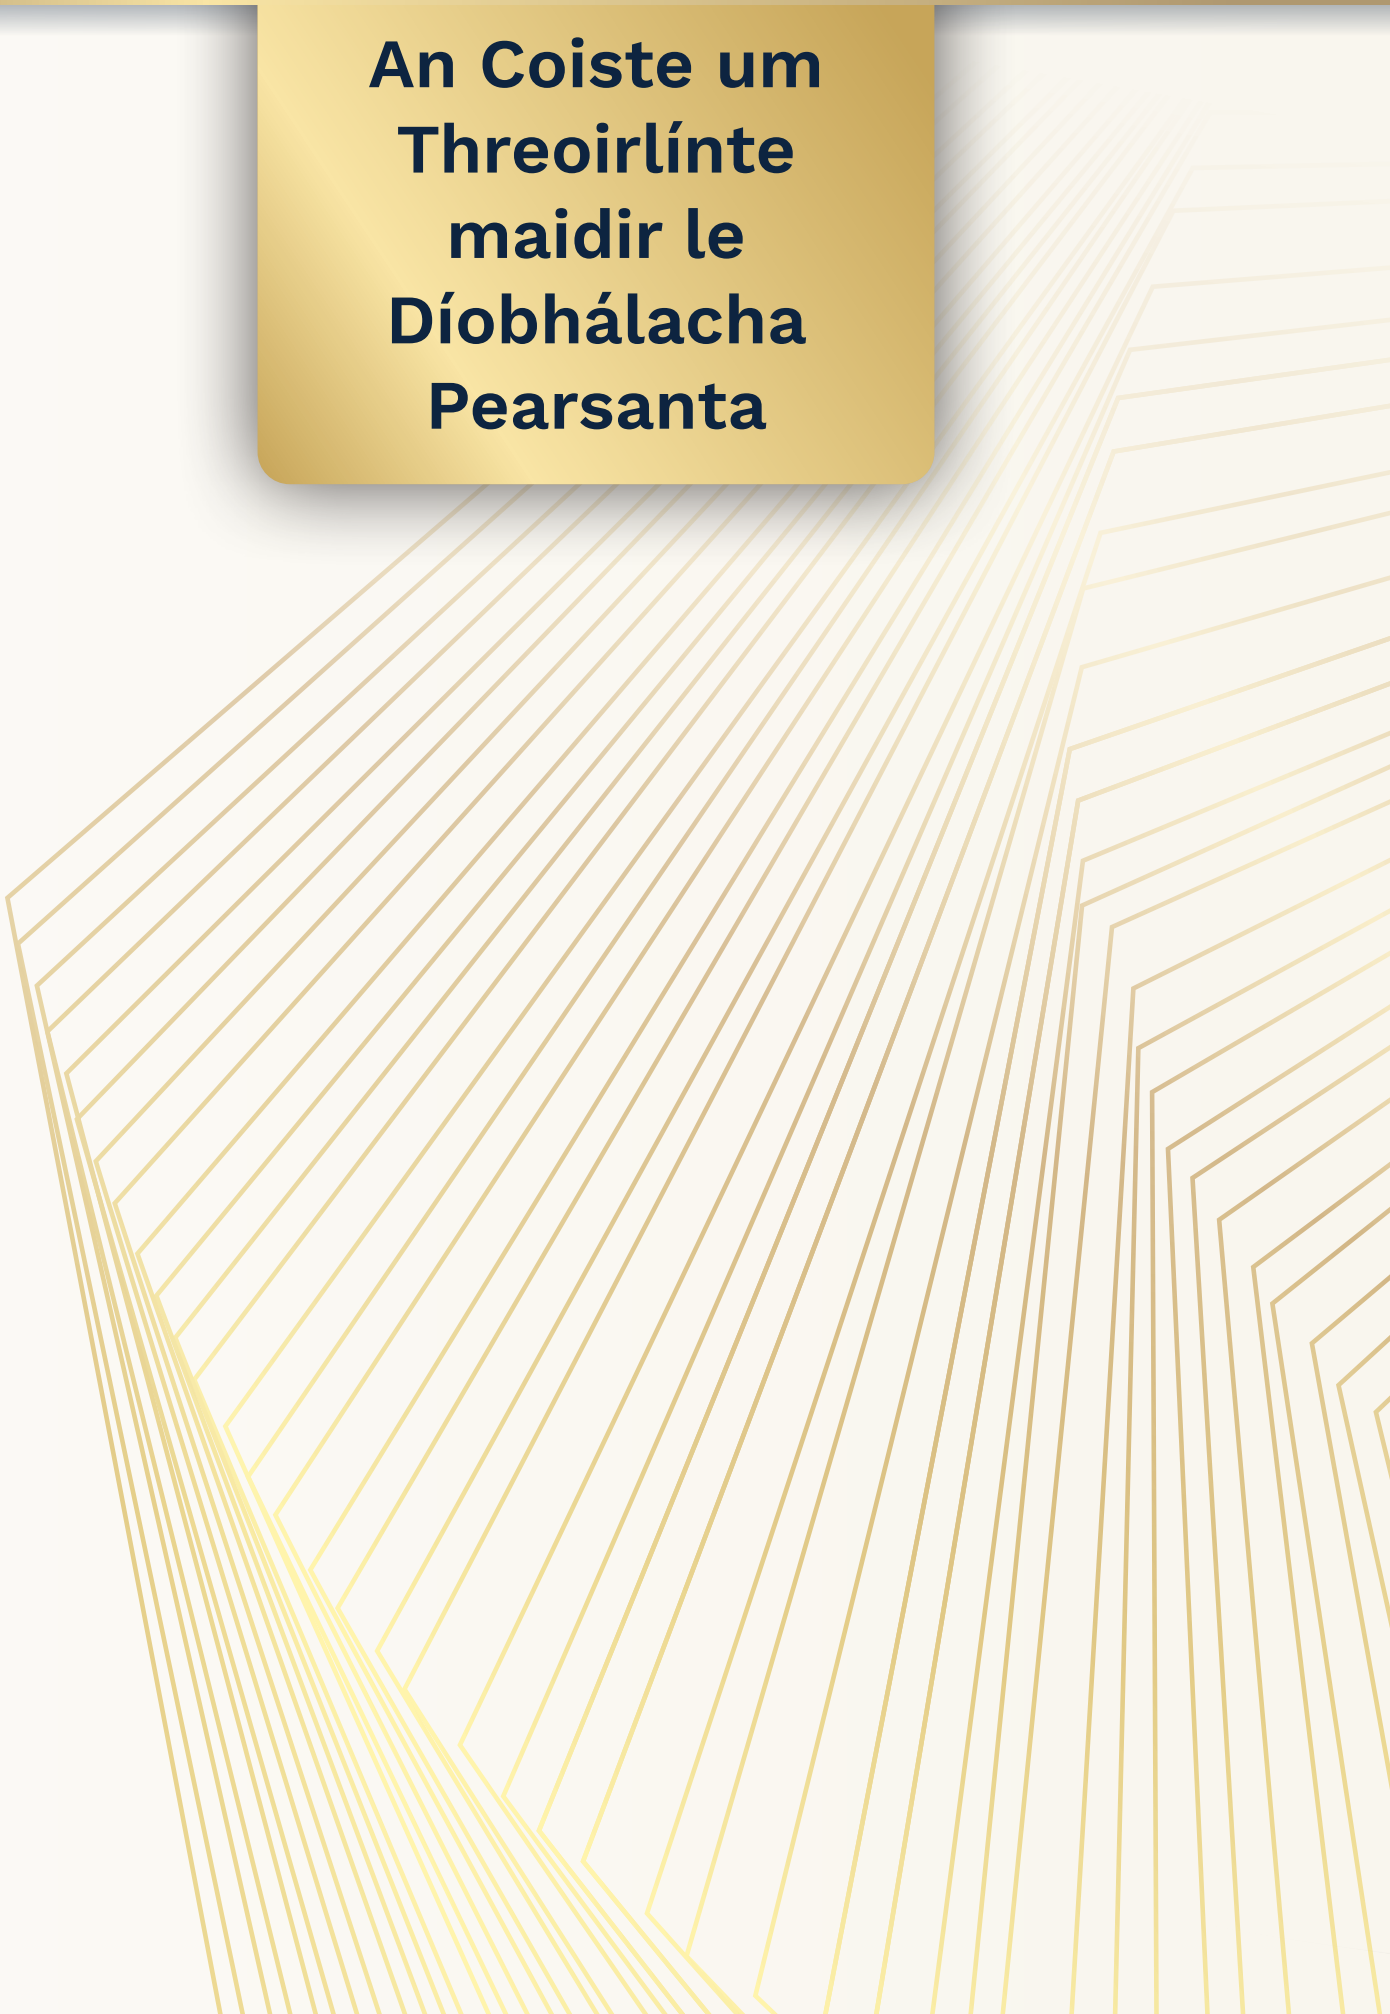 An Coiste um
Threoirlínte
maidir le
Díobhálacha
Pearsanta